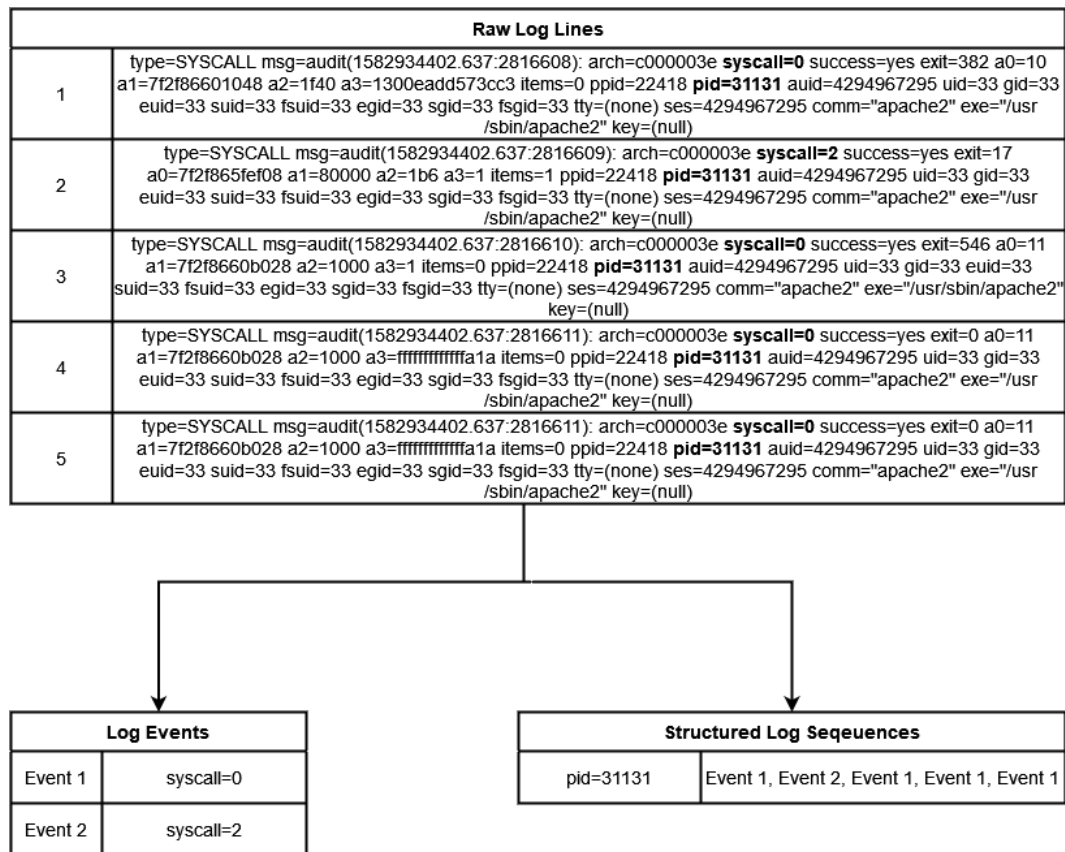 Raw Log Lines
1
type=SYSCALL msg=audit(1582934402.637:2816608): arch=c000003e syscall=0 success=yes exit=382 a0=10
a1=7f2f86601048 a2=1f40 a3=1300eadd573cc3 items=0 ppid=22418 pid=31131 auid=4294967295 uid=33 gid=33
euid=33 suid=33 fsuid=33 egid=33 sgid=33 fsgid=33 tty=(none) ses=4294967295 comm="apache2" exe="/usr
/sbin/apache2" key=(null)
2
type=SYSCALL msg=audit(1582934402.637:2816609): arch=c000003e syscall=2 success=yes exit=17
a0=7f2f865fef08 a1=80000 a2=1b6 a3=1 items=1 ppid=22418 pid=31131 auid=4294967295 uid=33 gid=33
euid=33 suid=33 fsuid=33 egid=33 sgid=33 fsgid=33 tty=(none) ses=4294967295 comm="apache2" exe="/usr
/sbin/apache2" key=(null)
3
type=SYSCALL msg=audit(1582934402.637:2816610): arch=c000003e syscall=0 success=yes exit=546 a0=11
a1=7f2f8660b028 a2=1000 a3=1 items=0 ppid=22418 pid=31131 auid=4294967295 uid=33 gid=33 euid=33
suid=33 fsuid=33 egid=33 sgid=33 fsgid=33 tty=(none) ses=4294967295 comm="apache2" exe="/usr/sbin/apache2"
key=(null)
4
type=SYSCALL msg=audit(1582934402.637:2816611): arch=c000003e syscall=0 success=yes exit=0 a0=11
a1=7f2f8660b028 a2=1000 a3=fffffffffffffa1a items=0 ppid=22418 pid=31131 auid=4294967295 uid=33 gid=33
euid=33 suid=33 fsuid=33 egid=33 sgid=33 fsgid=33 tty=(none) ses=4294967295 comm="apache2" exe="/usr
/sbin/apache2" key=(null)
5
type=SYSCALL msg=audit(1582934402.637:2816611): arch=c000003e syscall=0 success=yes exit=0 a0=11
a1=7f2f8660b028 a2=1000 a3=fffffffffffffa1a items=0 ppid=22418 pid=31131 auid=4294967295 uid=33 gid=33
euid=33 suid=33 fsuid=33 egid=33 sgid=33 fsgid=33 tty=(none) ses=4294967295 comm="apache2" exe="/usr
/sbin/apache2" key=(null)
Log Events
Event 1 syscall=0
Event 2 syscall=2
Structured Log Seqeuences
pid=31131 Event 1, Event 2, Event 1, Event 1, Event 1